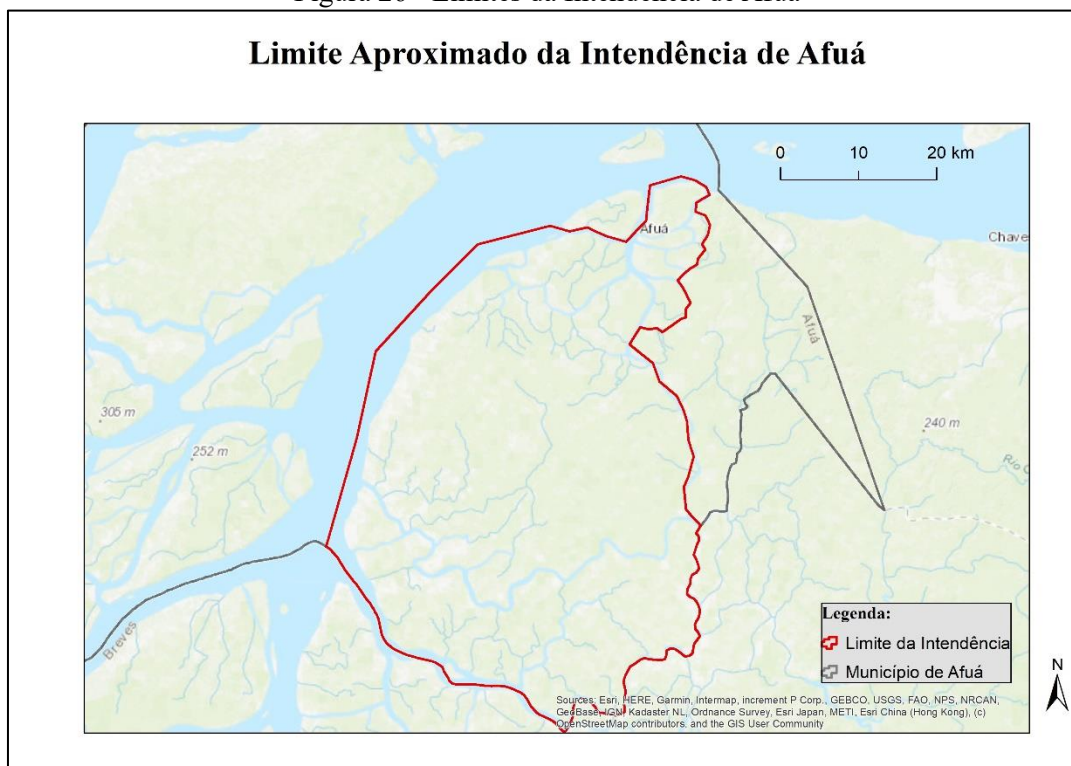 Figura 20 - Limites da Intendência de Afuá
Limite Aproximado da Intendência de Afuá
0 10 20 km
Afuá
Chave
Afuá
305 m
252 m
240 m
Breves
Legenda:
Limite da Intendência
Município de Afuá
N
Sources: Esri, HERE, Garmin, Intermap, increment P Corp., GEBCO, USGS, FAO, NPS, NRCAN,
GeoBase, IGN, Kadaster NL, Ordnance Survey, Esri Japan, METI, Esri China (Hong Kong), (c)
OpenStreetMap contributors, and the GIS User Community